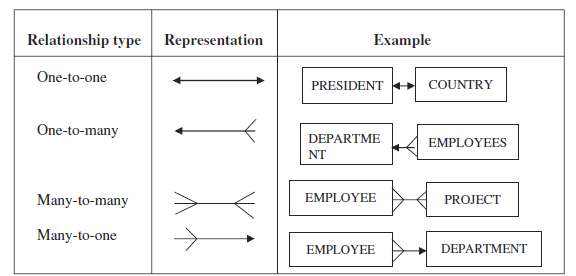 Relationship type Representation Example
One-to-one
PRESIDENT COUNTRY
One-to-many
DEPARTME
NT
EMPLOYEES
Many-to-many
EMPLOYEE PROJECT
Many-to-one
EMPLOYEE DEPARTMENT